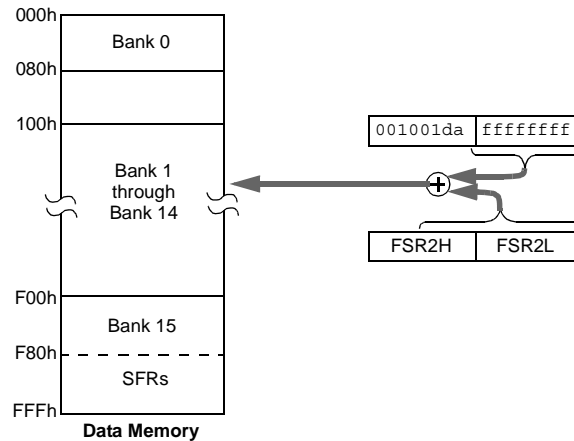 000h
Bank 0
080h
100h
001001da ffffffff
Bank 1
through
Bank 14
FSR2H FSR2L
F00h
Bank 15
F80h
SFRs
FFFh
Data Memory